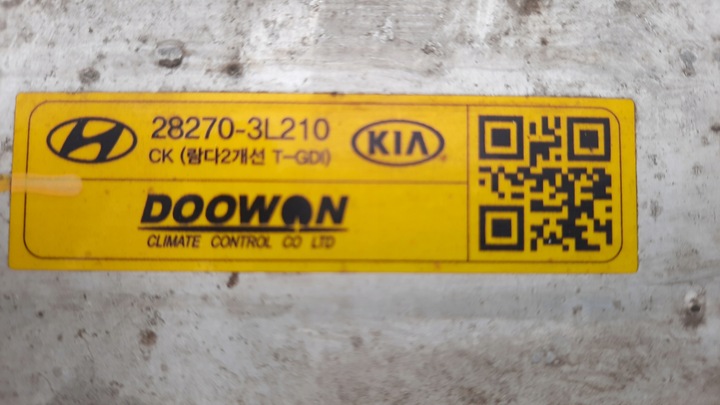 28270-3L210
KIA
CK (람다2개선 T-GDI)
DOOWON
CLIMATE CONTROL CO LTD